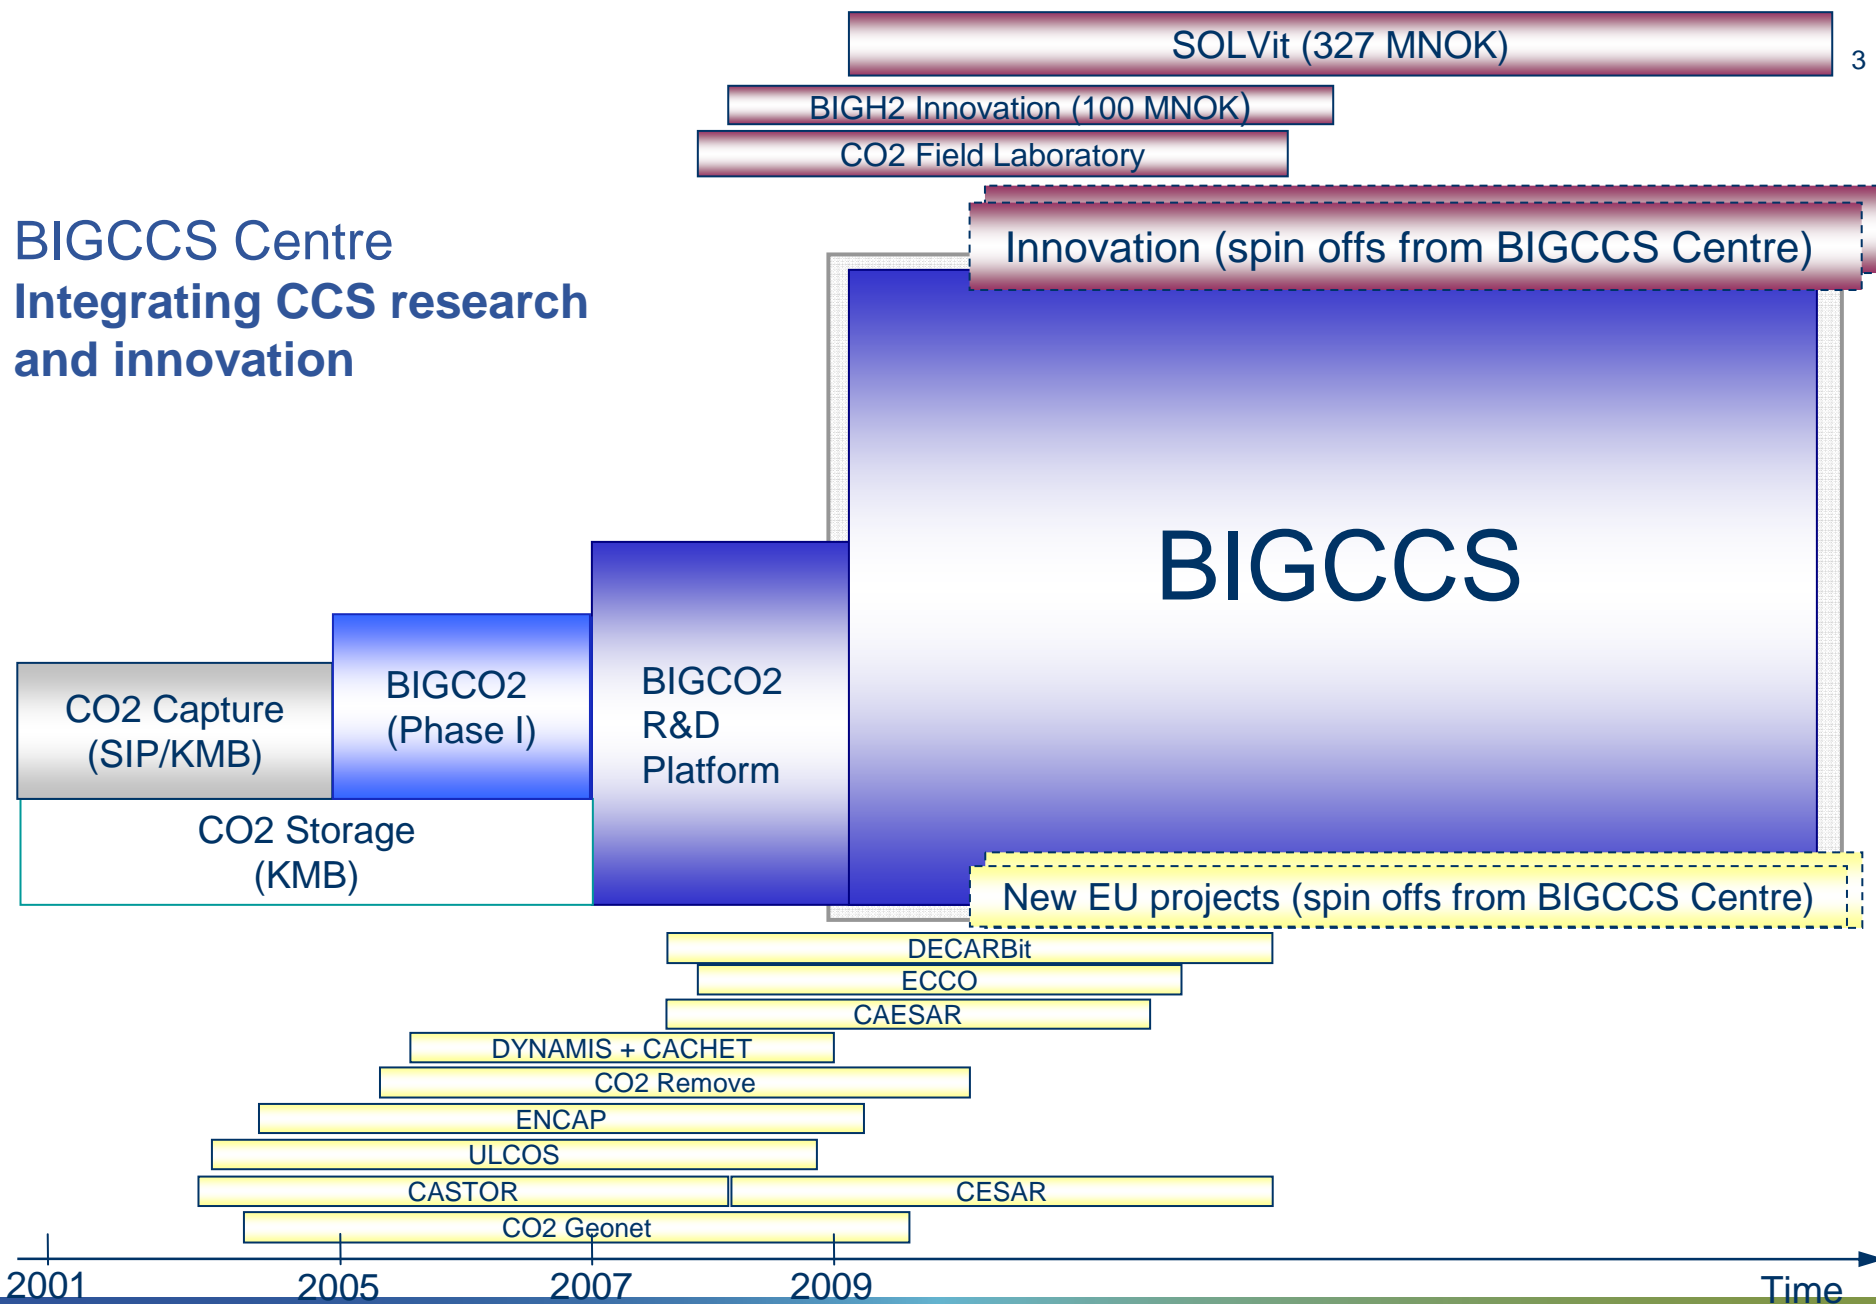 SOLVit (327 MNOK)
3
BIGH2 Innovation (100 MNOK)
CO2 Field Laboratory
BIGCCS Centre
Integrating CCS research
and innovation
Innovation (spin offs from BIGCCS Centre)
BIGCCS
CO2 Capture
(SIP/KMB)
BIGCO2
(Phase I)
BIGCO2
R&D
Platform
CO2 Storage
(KMB)
New EU projects (spin offs from BIGCCS Centre)
DECARBit
ECCO
CAESAR
DYNAMIS + CACHET
CO2 Remove
ENCAP
ULCOS
CASTOR
CESAR
CO2 Geonet
2001
2005
2007
2009
Time